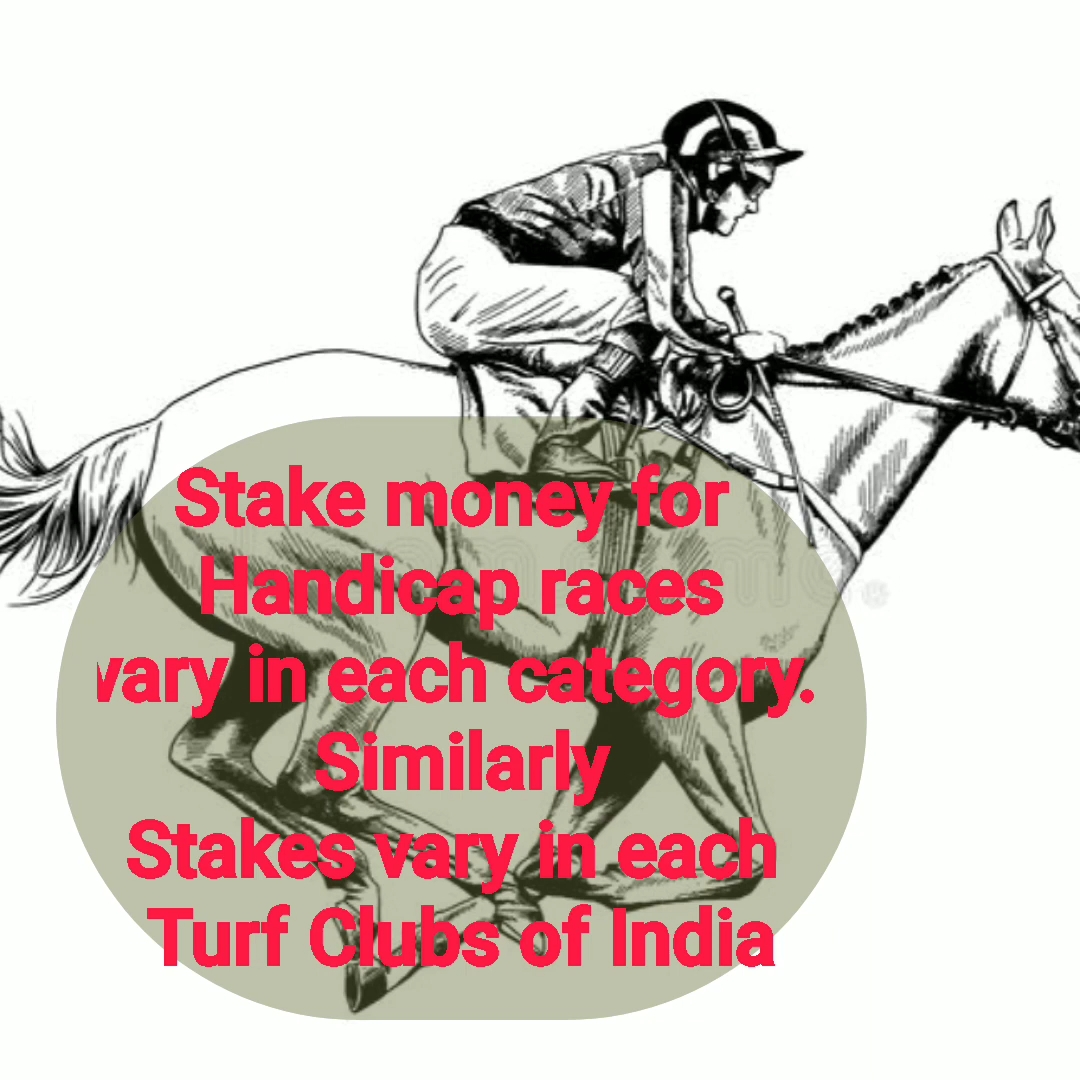 Stake money for
Handicap races
vary in each category.
Similarly
Stakes vary in each
Turf Clubs of India